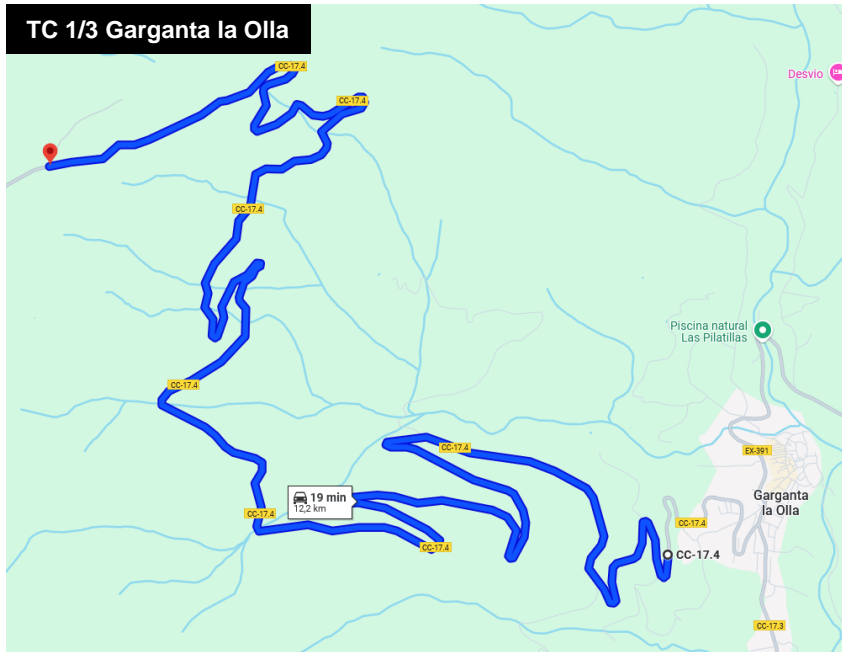 TC 1/3 Garganta la Olla
CC-17.4
Desvio
CC-17.4
CC-17.4
Piscina natural
Las Pilatillas
CC-17.4
CC-17.4
EX-391
19 min
12,2 km
Garganta
la Olla
CC-17.4
CC-17.4
CC-17.4
CC-17.4
CC-17.3